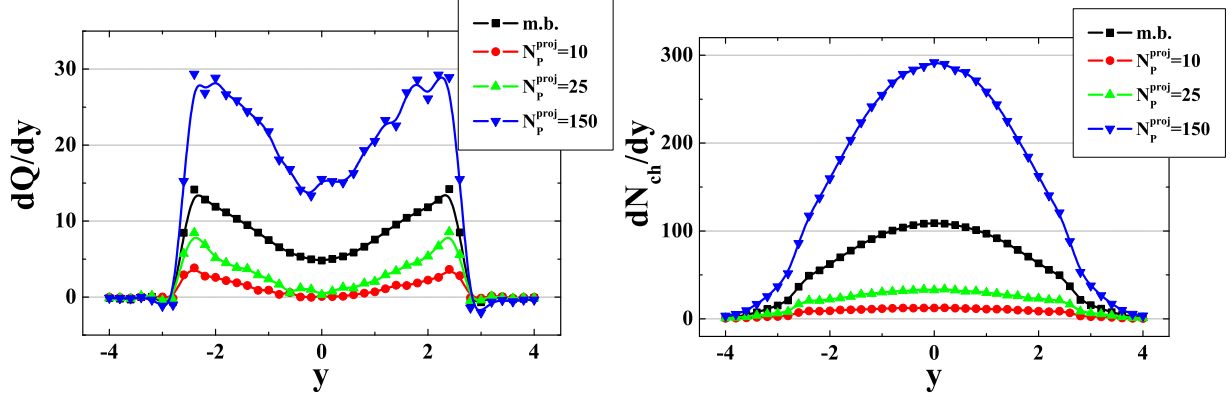 m.b.
N_P^proj=10
N_P^proj=25
N_P^proj=150
dQ/dy
30
20
10
0
-4 -2 0 2 4
y
m.b.
N_P^proj=10
N_P^proj=25
N_P^proj=150
dN_ch/dy
300
200
100
0
-4 -2 0 2 4
y